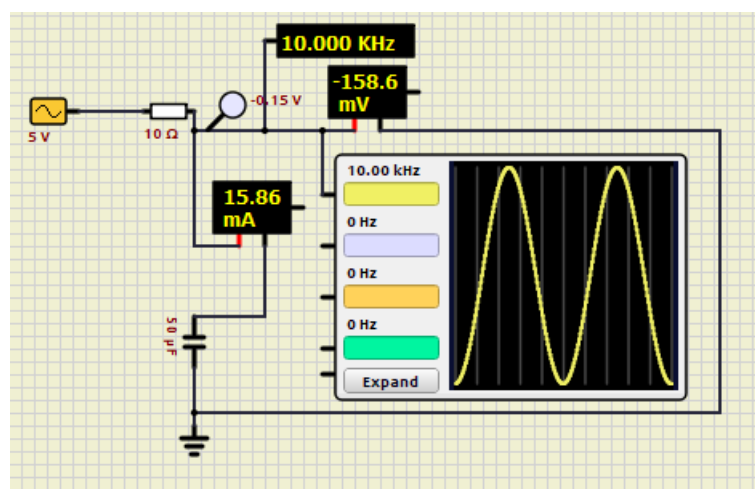 10.000 KHz
-158.6
mV
-0.15 V
5 V
10 Ω
10.00 kHz
15.86
mA
0 Hz
0 Hz
0 Hz
50 µF
Expand